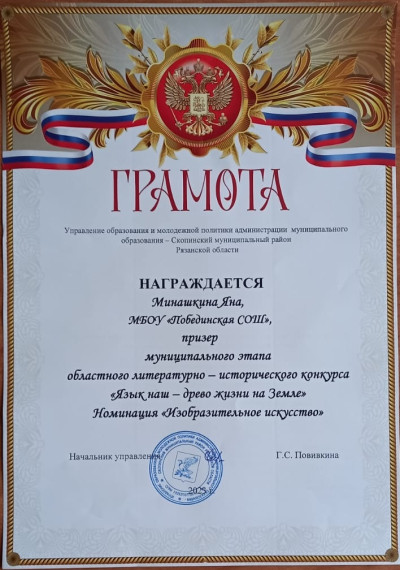 ГРАМОТА
Управление образования и молодежной политики администрации муниципального
образования – Скопинский муниципальный район
Рязанской области
НАГРАЖДАЕТСЯ
Минашкина Яна,
МБОУ «Побединская СОШ»,
призер
муниципального этапа
областного литературно – исторического конкурса
«Язык наш – древо жизни на Земле»
Номинация «Изобразительное искусство»
Начальник управления
Г.С. Повивкина
2025 г.